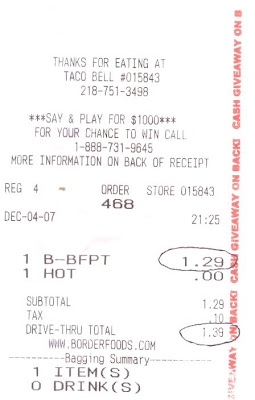 THANKS FOR EATING AT
TACO BELL #015843
218-751-3498
***SAY & PLAY FOR $1000***
FOR YOUR CHANCE TO WIN CALL
1-888-731-9645
MORE INFORMATION ON BACK OF RECEIPT
REG 4 ORDER STORE 015843
468
DEC-04-07 21:25
1 B-BFPT 1.29
1 HOT .00
SUBTOTAL 1.29
TAX .10
DRIVE-THRU TOTAL 1.39
WWW.BORDERFOODS.COM
----------Bagging Summary----------
1 ITEM(S)
0 DRINK(S)
GIVEAWAY ON BACK! CASH GIVEAWAY ON BACK! CASH GIVEAWAY ON B